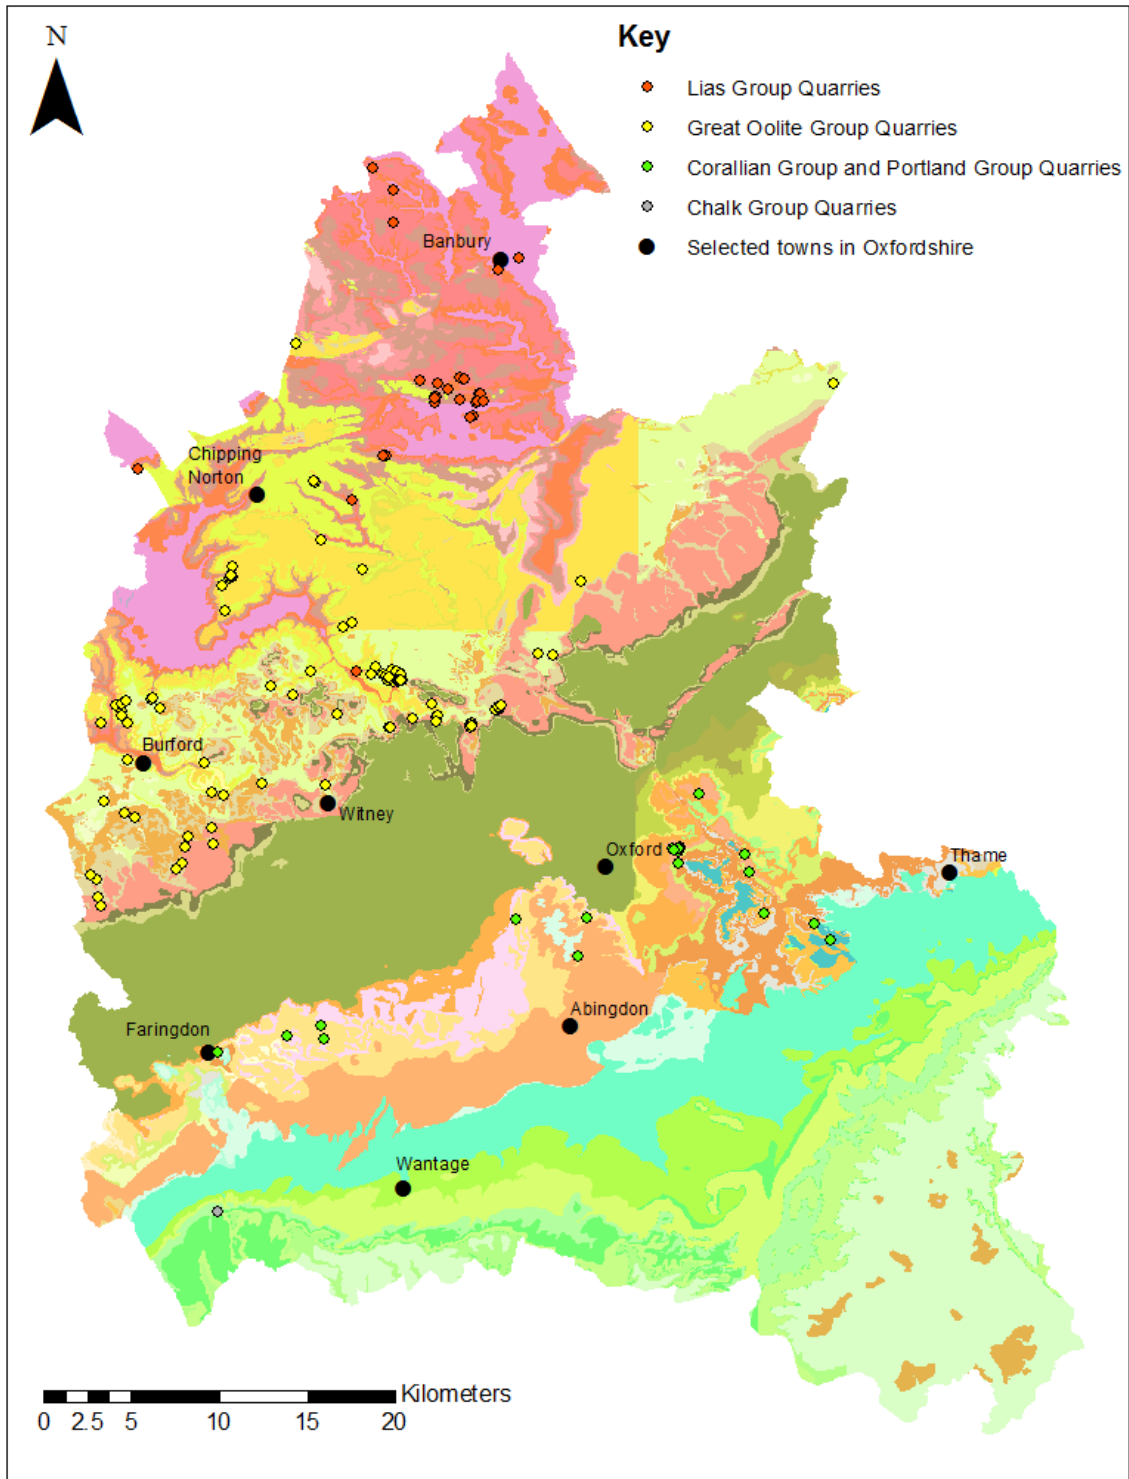 N
Key
Lias Group Quarries
Great Oolite Group Quarries
Corallian Group and Portland Group Quarries
Chalk Group Quarries
Selected towns in Oxfordshire
Banbury
Chipping
Norton
Burford
Witney
Oxford
Thame
Abingdon
Faringdon
Wantage
Kilometers
0 2.5 5 10 15 20